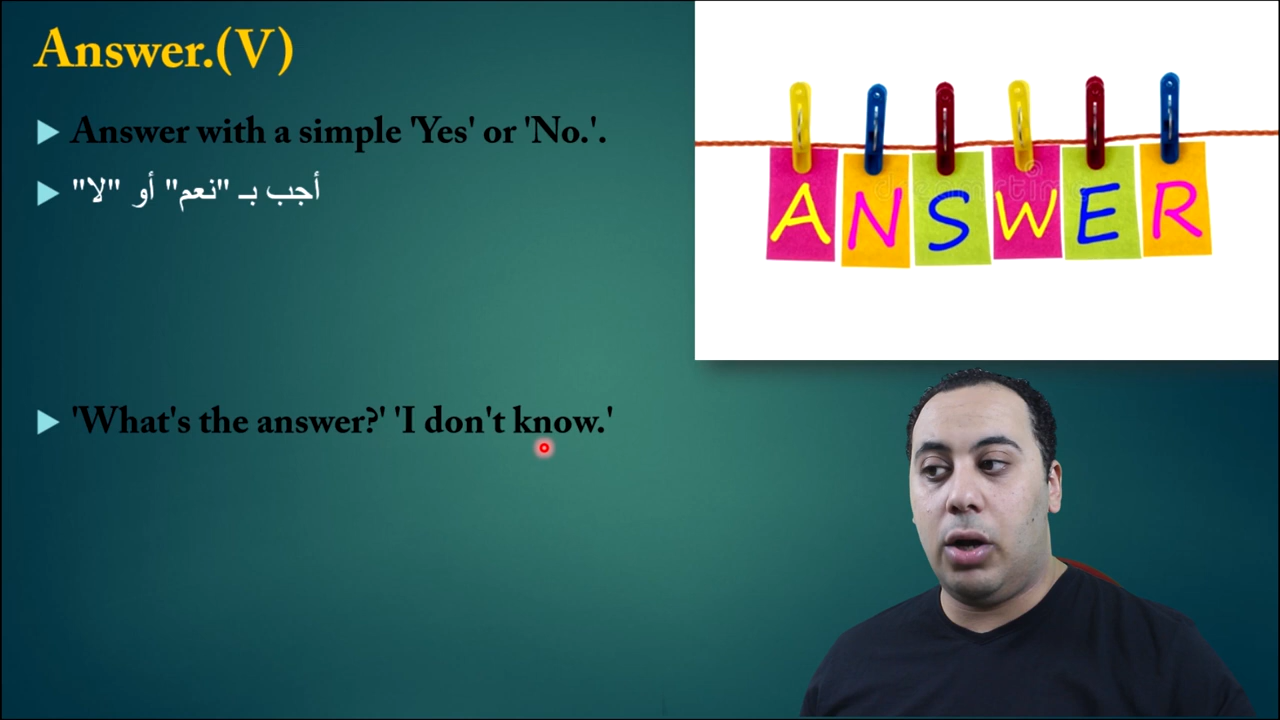 Answer.(V)
Answer with a simple 'Yes' or 'No.'.
أجب بـ "نعم" أو "لا"
'What's the answer?' 'I don't know.'
ANSWER